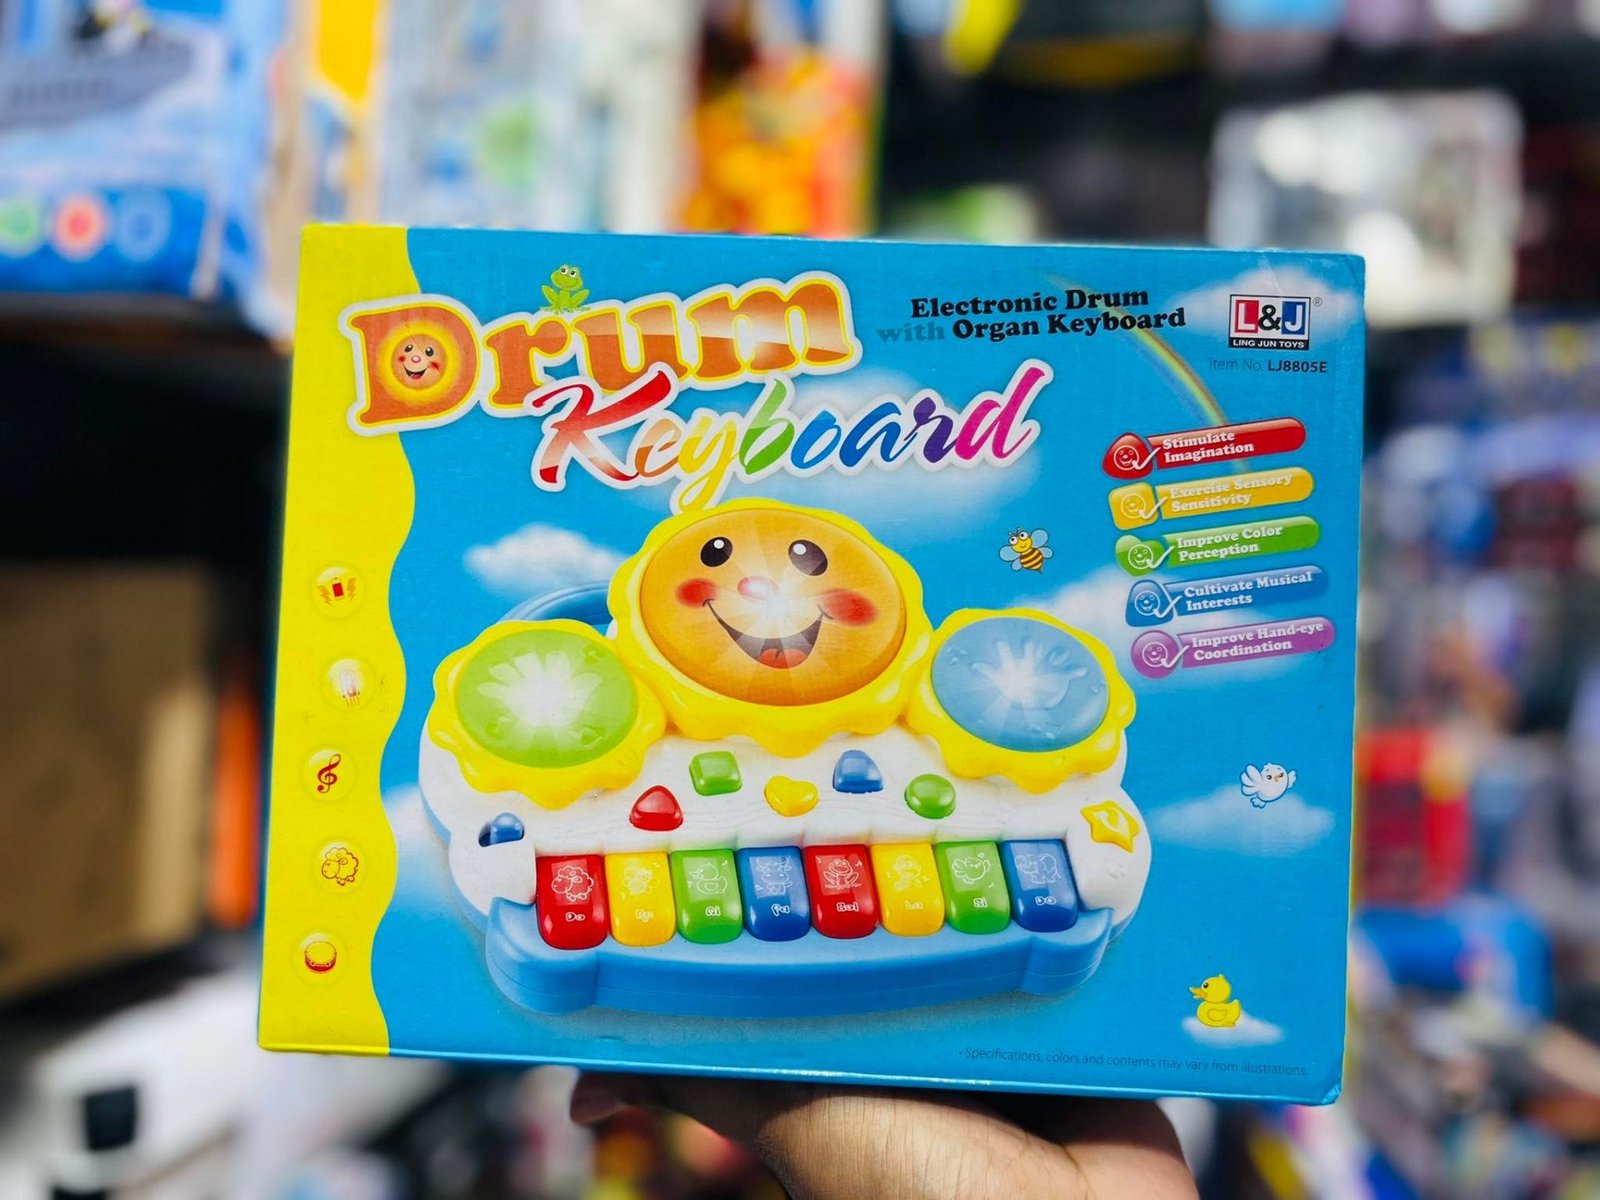 Drum
Keyboard
Electronic Drum
with Organ Keyboard
L&J®
LING JUN TOYS
Item No. LJ8805E
Stimulate
Imagination
Exercise Sensory
Sensitivity
Improve Color
Perception
Cultivate Musical
Interests
Improve Hand-eye
Coordination
Do Mi Fa Sol La Si Do
•Specifications, colors and contents may vary from illustrations.